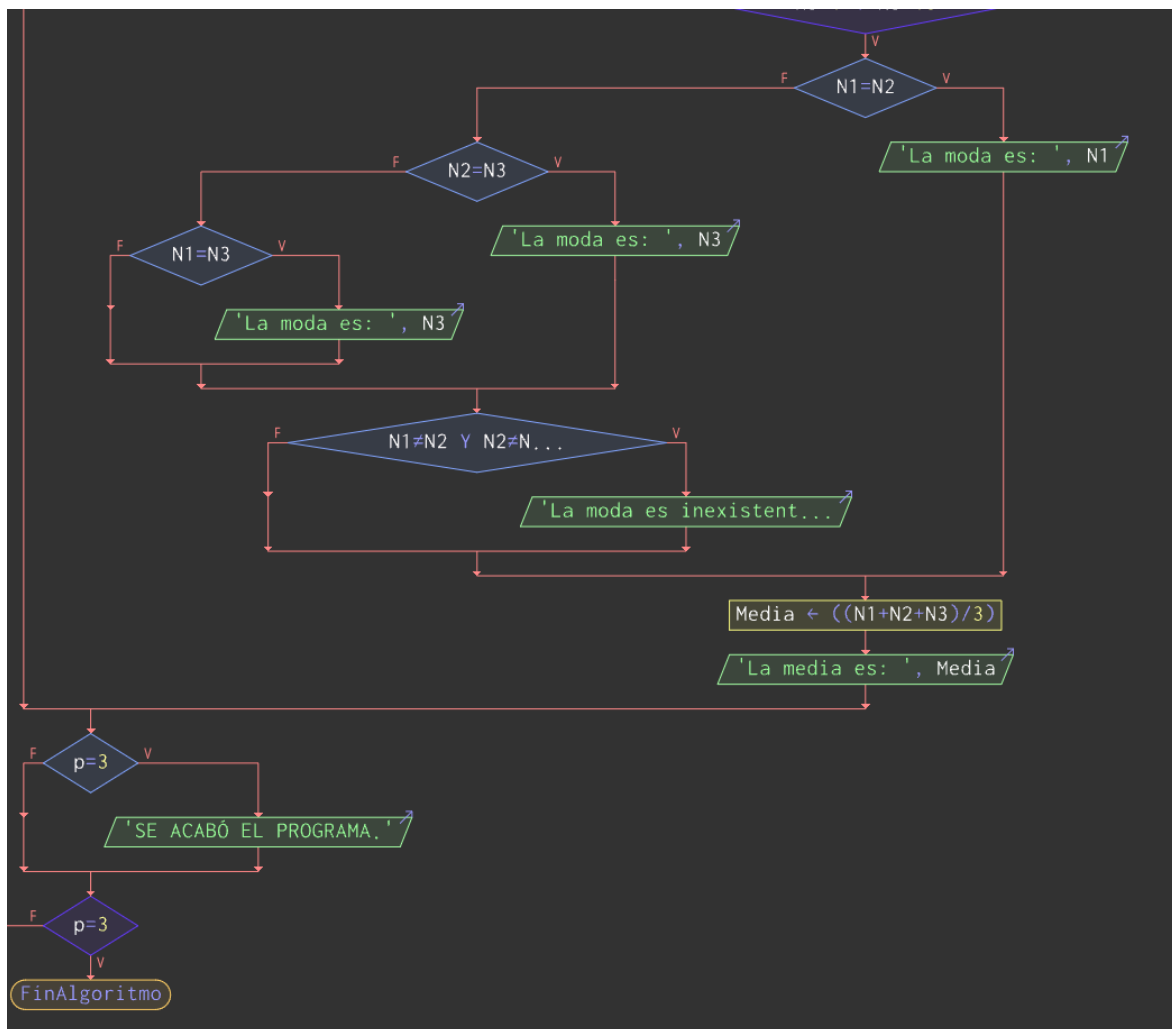 V
F
N1=N2
V
'La moda es: ', N1
F
N2=N3
V
'La moda es: ', N3
F
N1=N3
V
'La moda es: ', N3
F
N1≠N2 Y N2≠N...
V
'La moda es inexistent...
Media ← ((N1+N2+N3)/3)
'La media es: ', Media
F
p=3
V
'SE ACABÓ EL PROGRAMA.'
F
p=3
V
FinAlgoritmo